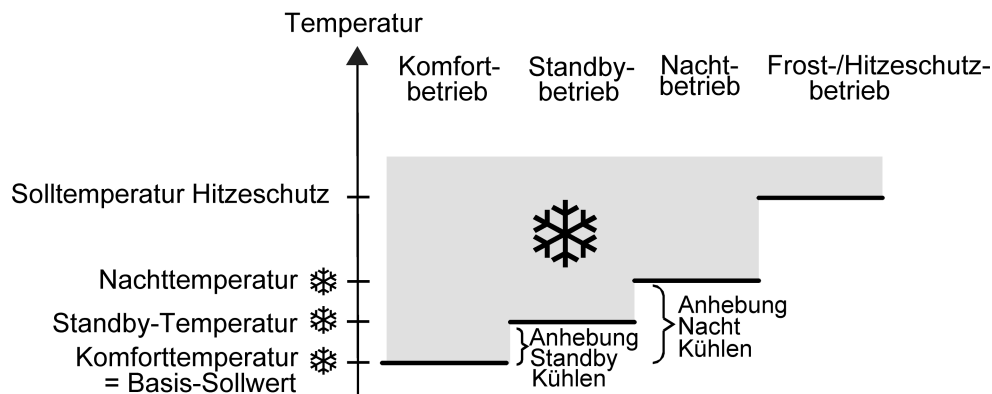 Temperatur
Komfort-
betrieb
Standby-
betrieb
Nacht-
betrieb
Frost-/Hitzeschutz-
betrieb
Solltemperatur Hitzeschutz
Nachttemperatur
Standby-Temperatur
Komforttemperatur
= Basis-Sollwert
Anhebung
Standby
Kühlen
Anhebung
Nacht
Kühlen